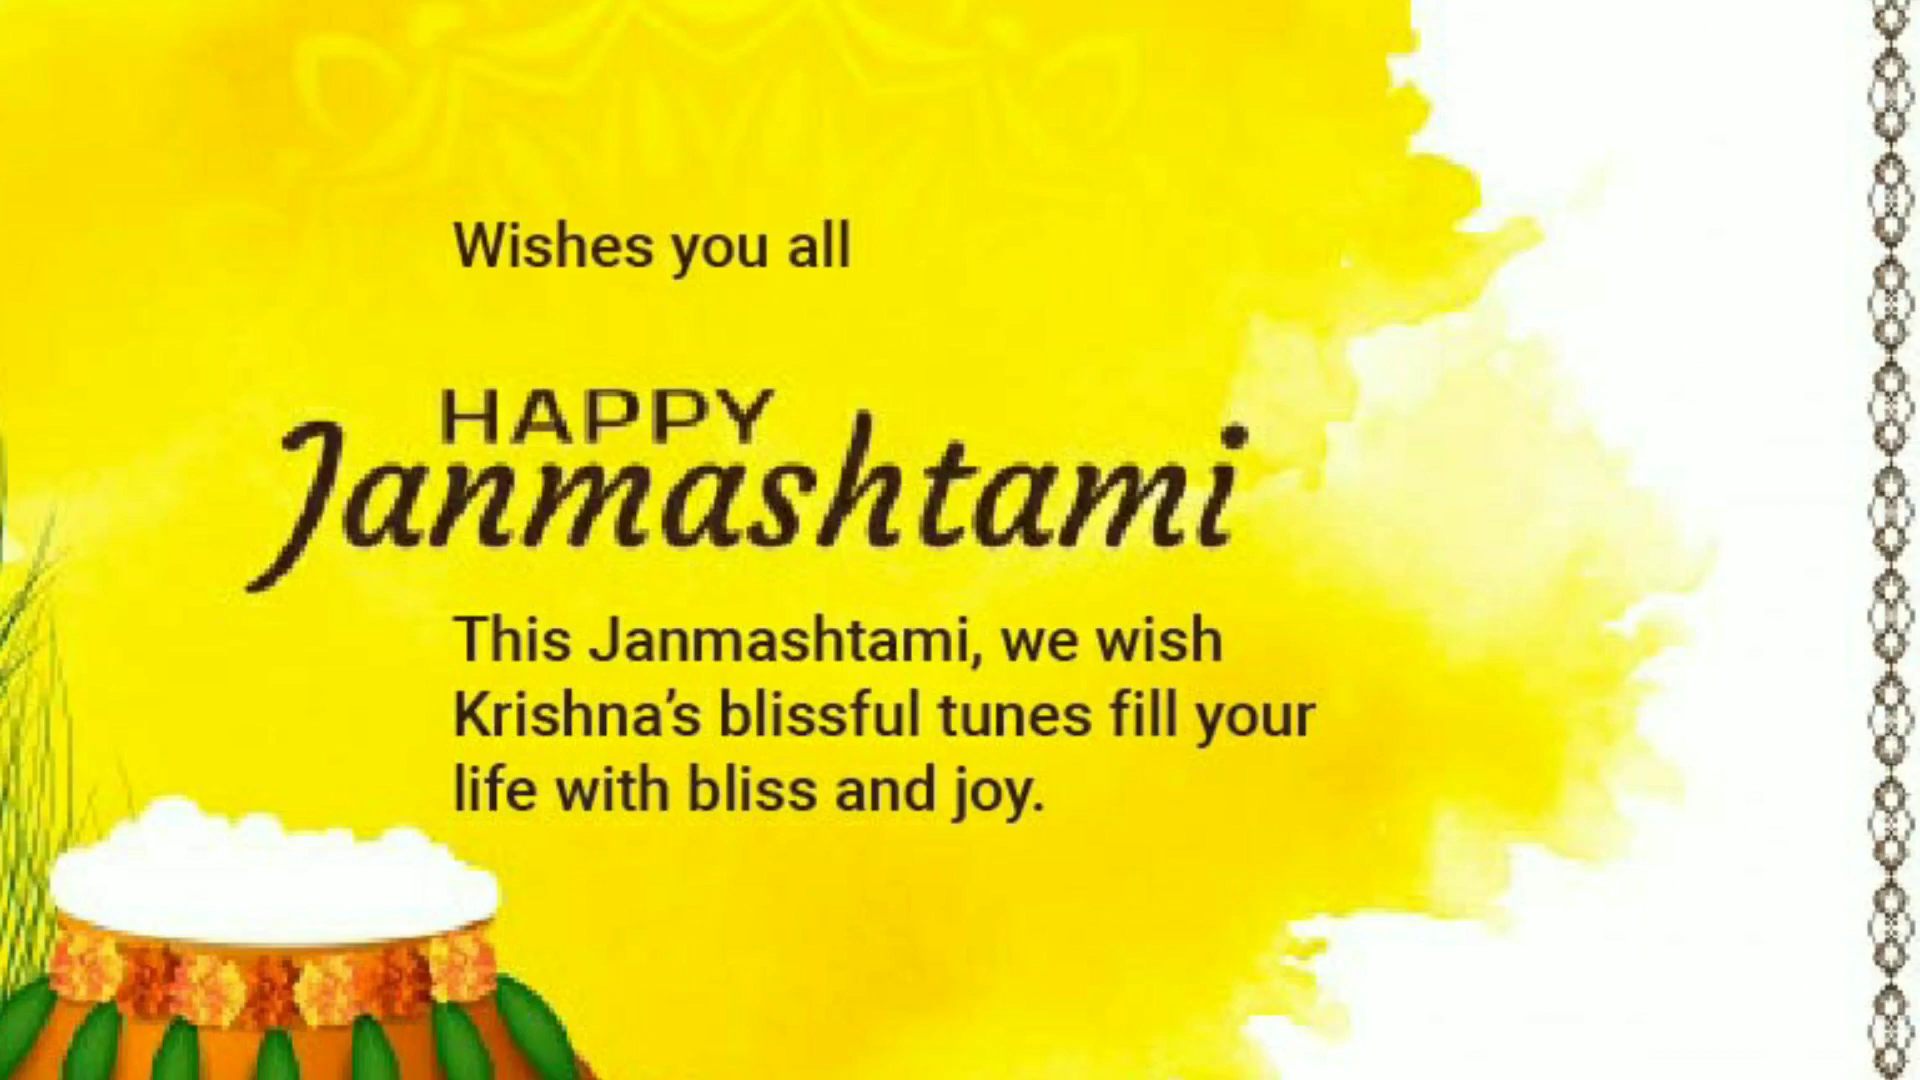 Wishes you all
HAPPY
Janmashtami
This Janmashtami, we wish
Krishna’s blissful tunes fill your
life with bliss and joy.